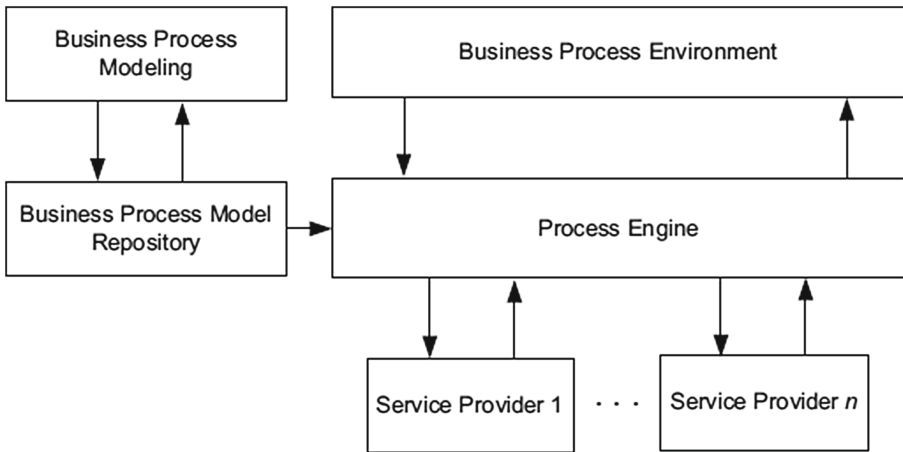 Business Process
Modeling
Business Process Environment
Business Process Model
Repository
Process Engine
Service Provider 1
. . .
Service Provider n